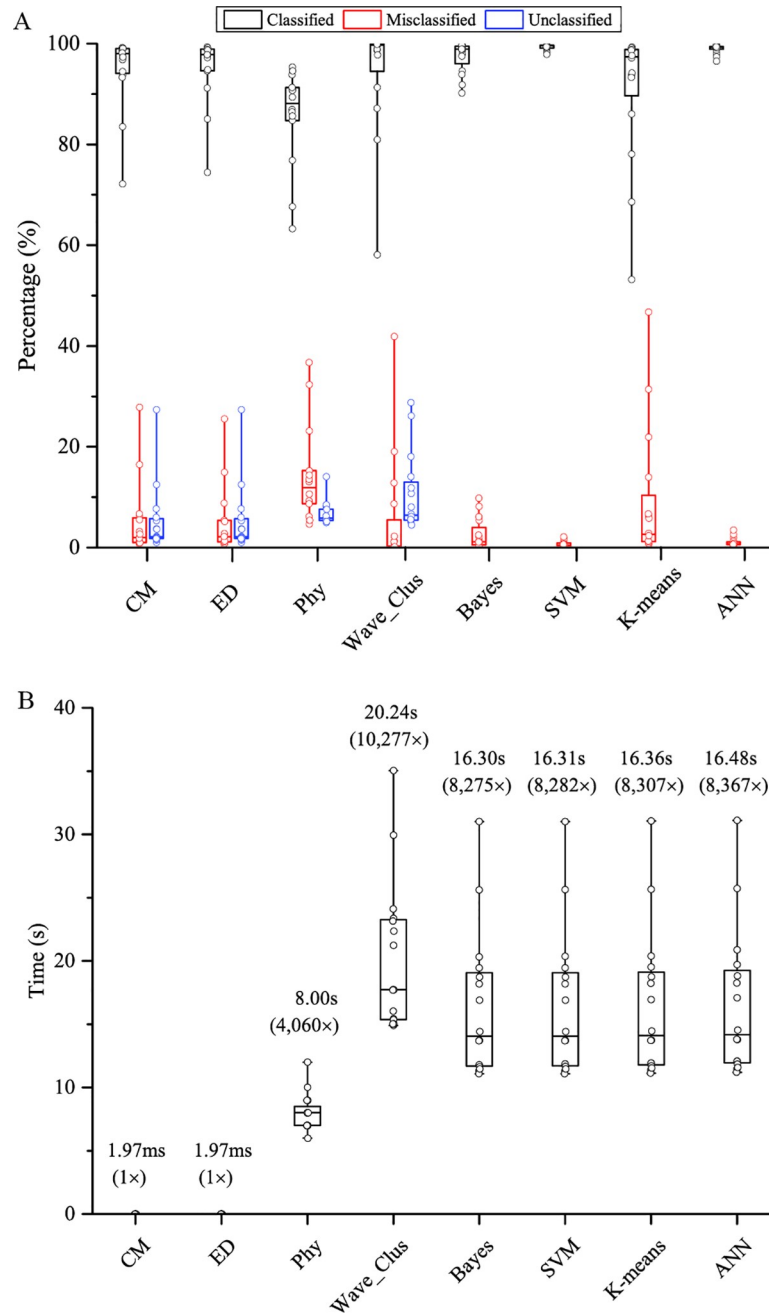 A
Classified Misclassified Unclassified
100
80
60
40
20
0
Percentage (%)
CM ED Phy Wave_Clus Bayes SVM K-means ANN
B
40
30
20
10
0
Time (s)
1.97ms
(1×)
1.97ms
(1×)
8.00s
(4,060×)
20.24s
(10,277×)
16.30s
(8,275×)
16.31s
(8,282×)
16.36s
(8,307×)
16.48s
(8,367×)
CM ED Phy Wave_Clus Bayes SVM K-means ANN